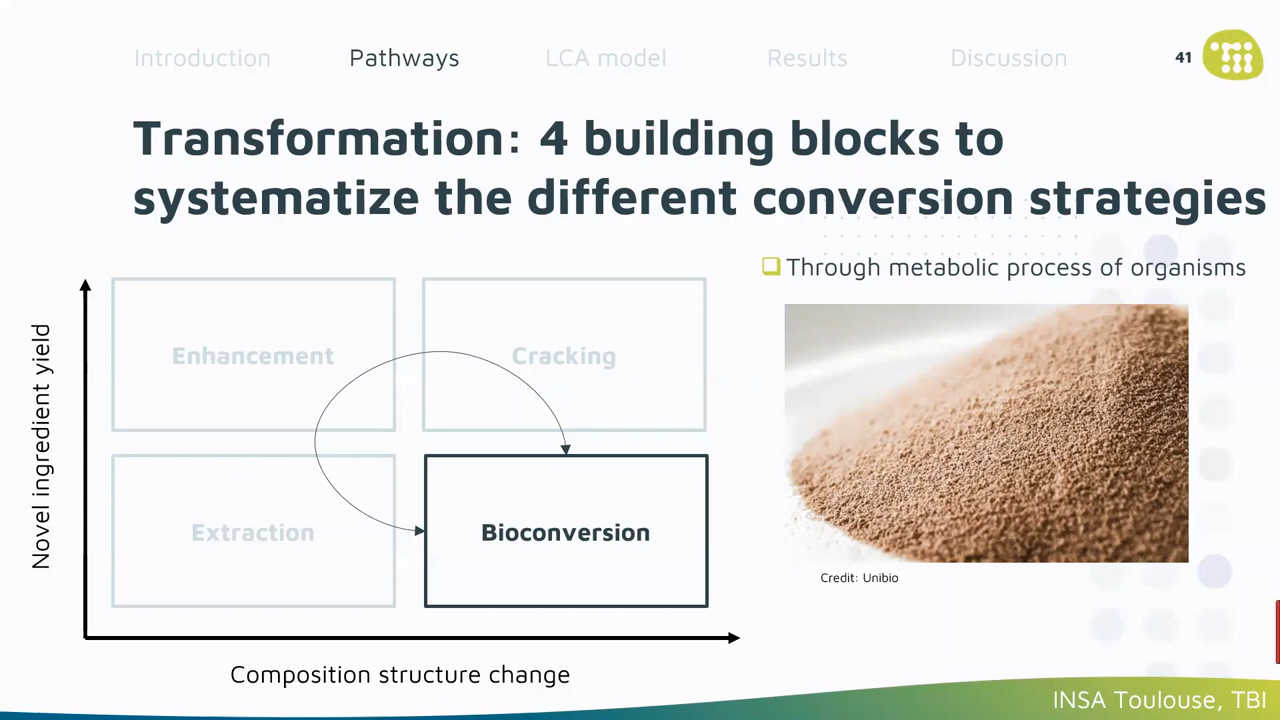 Introduction
Pathways
LCA model
Results
Discussion
41
Transformation: 4 building blocks to
systematize the different conversion strategies
Through metabolic process of organisms
Novel ingredient yield
Enhancement
Cracking
Extraction
Bioconversion
Credit: Unibio
Composition structure change
INSA Toulouse, TBI